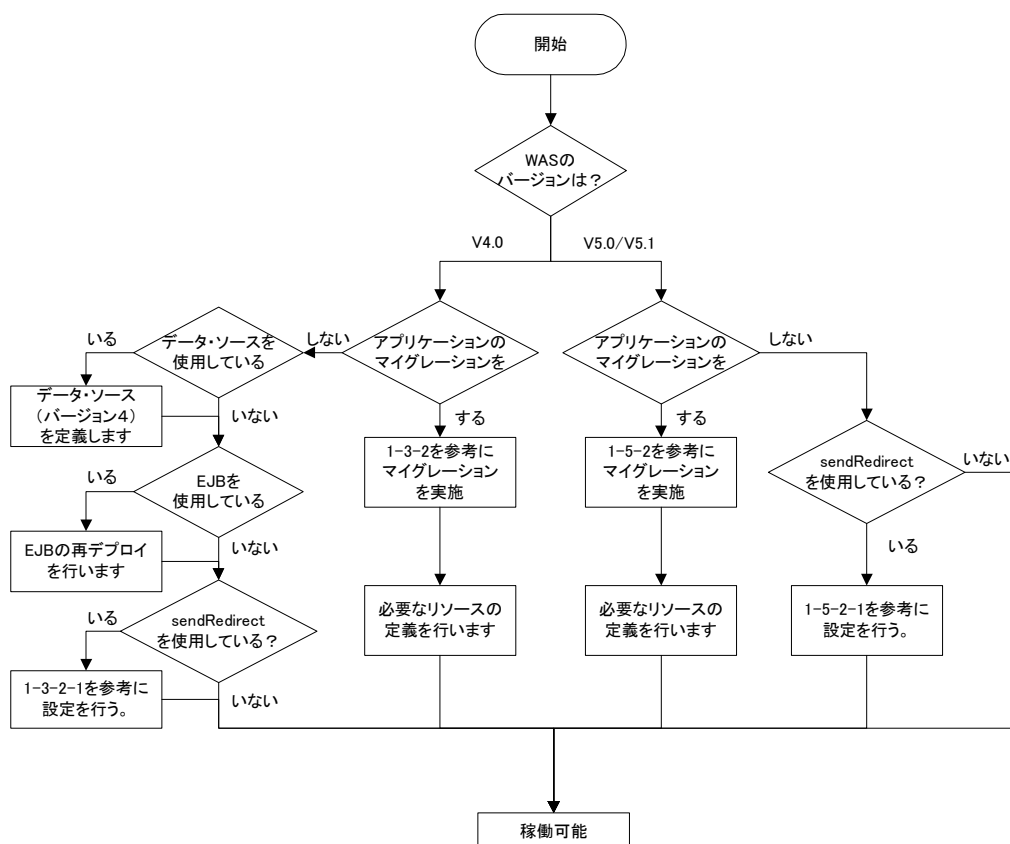 開始
WASの
バージョンは？
V4.0
V5.0/V5.1
いる
データ・ソースを
使用している
しない
アプリケーションの
マイグレーションを
アプリケーションの
マイグレーションを
しない
データ・ソース
（バージョン４）
を定義します
いない
する
する
1-3-2を参考に
マイグレーション
を実施
1-5-2を参考に
マイグレーション
を実施
sendRedirect
を使用している？
いない
いる
EJBを
使用している
EJBの再デプロイ
を行います
いない
いる
いる
sendRedirect
を使用している？
必要なリソースの
定義を行います
必要なリソースの
定義を行います
1-5-2-1を参考に
設定を行う。
1-3-2-1を参考に
設定を行う。
いない
稼働可能